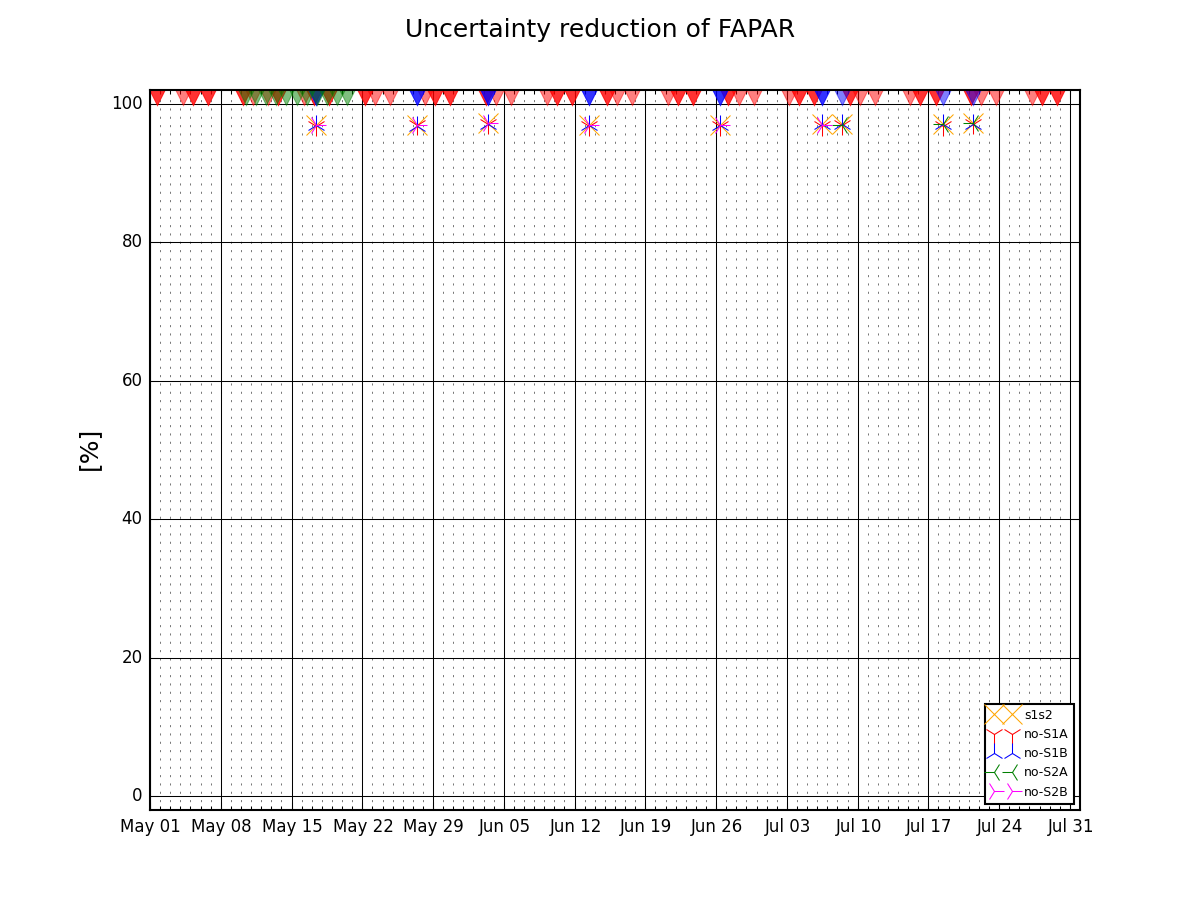 Uncertainty reduction of FAPAR
[%]
100
80
60
40
20
0
May 01 May 08 May 15 May 22 May 29 Jun 05 Jun 12 Jun 19 Jun 26 Jul 03 Jul 10 Jul 17 Jul 24 Jul 31
s1s2
no-S1A
no-S1B
no-S2A
no-S2B